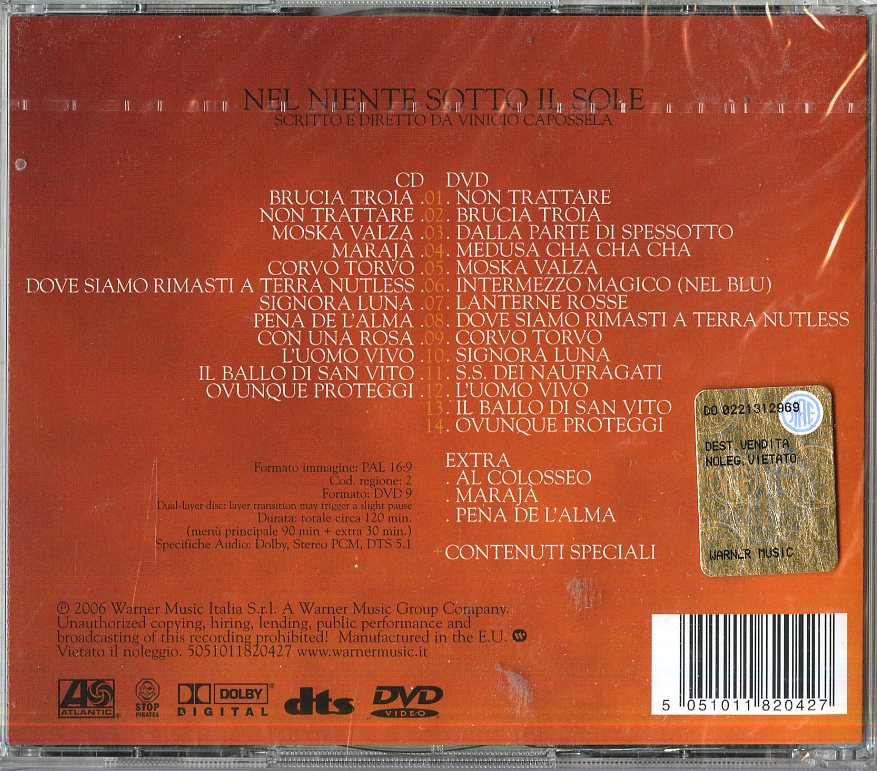 NEL NIENTE SOTTO IL SOLE
SCRITTO E DIRETTO DA VINICIO CAPOSSELA
CD DVD
BRUCIA TROIA .01. NON TRATTARE
NON TRATTARE .02. BRUCIA TROIA
MOSKA VALZA .03. DALLA PARTE DI SPESSOTTO
MARAJÀ .04. MEDUSA CHA CHA CHA
CORVO TORVO .05. MOSKA VALZA
DOVE SIAMO RIMASTI A TERRA NUTLESS .06. INTERMEZZO MAGICO (NEL BLU)
SIGNORA LUNA .07. LANTERNE ROSSE
PENA DE L'ALMA .08. DOVE SIAMO RIMASTI A TERRA NUTLESS
CON UNA ROSA .09. CORVO TORVO
L'UOMO VIVO .10. SIGNORA LUNA
IL BALLO DI SAN VITO .11. S.S. DEI NAUFRAGATI
OVUNQUE PROTEGGI .12. L'UOMO VIVO
13. IL BALLO DI SAN VITO
14. OVUNQUE PROTEGGI
EXTRA
. AL COLOSSEO
. MARAJÀ
. PENA DE L'ALMA
+CONTENUTI SPECIALI
Formato immagine: PAL 16:9
Cod. regione: 2
Formato: DVD 9
Dual-layer disc: layer transition may trigger a slight pause
Durata: totale circa 120 min.
(menù principale 90 min + extra 30 min.)
Specifiche Audio: Dolby, Stereo PCM, DTS 5.1
DO 0221312969
SIAE
DEST.VENDITA
NOLEG.VIETATO
WARNER MUSIC
℗ 2006 Warner Music Italia S.r.l. A Warner Music Group Company.
Unauthorized copying, hiring, lending, public performance and
broadcasting of this recording prohibited! Manufactured in the E.U.
Vietato il noleggio. 5051011820427 www.warnermusic.it
ATLANTIC
STOP
PIRATES
DOLBY
DIGITAL
dts
DVD
VIDEO
5 051011 820427